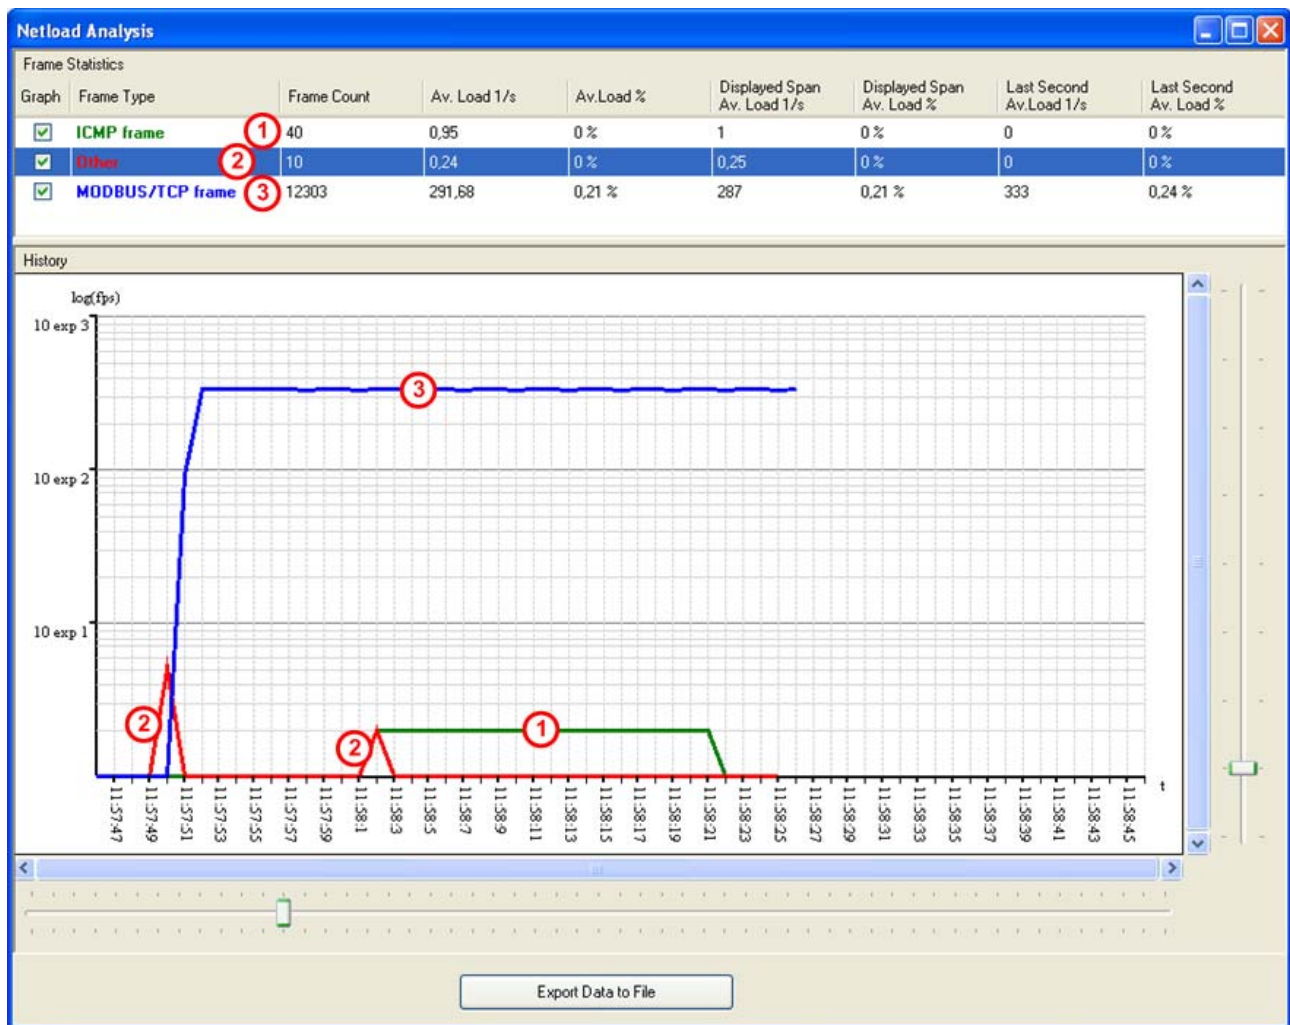 Netload Analysis
Frame Statistics
Graph Frame Type Frame Count Av. Load 1/s Av.Load % Displayed Span Av. Load 1/s Displayed Span Av. Load % Last Second Av.Load 1/s Last Second Av. Load %
ICMP frame 1 40 0,95 0 % 1 0 % 0 0 %
Other 2 10 0,24 0 % 0,25 0 % 0 0 %
MODBUS/TCP frame 3 12303 291,68 0,21 % 287 0,21 % 333 0,24 %
History
log(fps)
10 exp 3
3
10 exp 2
10 exp 1
2
2
1
t
11:57:47
11:57:49
11:57:51
11:57:53
11:57:55
11:57:57
11:57:59
11:58:1
11:58:3
11:58:5
11:58:7
11:58:9
11:58:11
11:58:13
11:58:15
11:58:17
11:58:19
11:58:21
11:58:23
11:58:25
11:58:27
11:58:29
11:58:31
11:58:33
11:58:35
11:58:37
11:58:39
11:58:41
11:58:43
11:58:45
Export Data to File